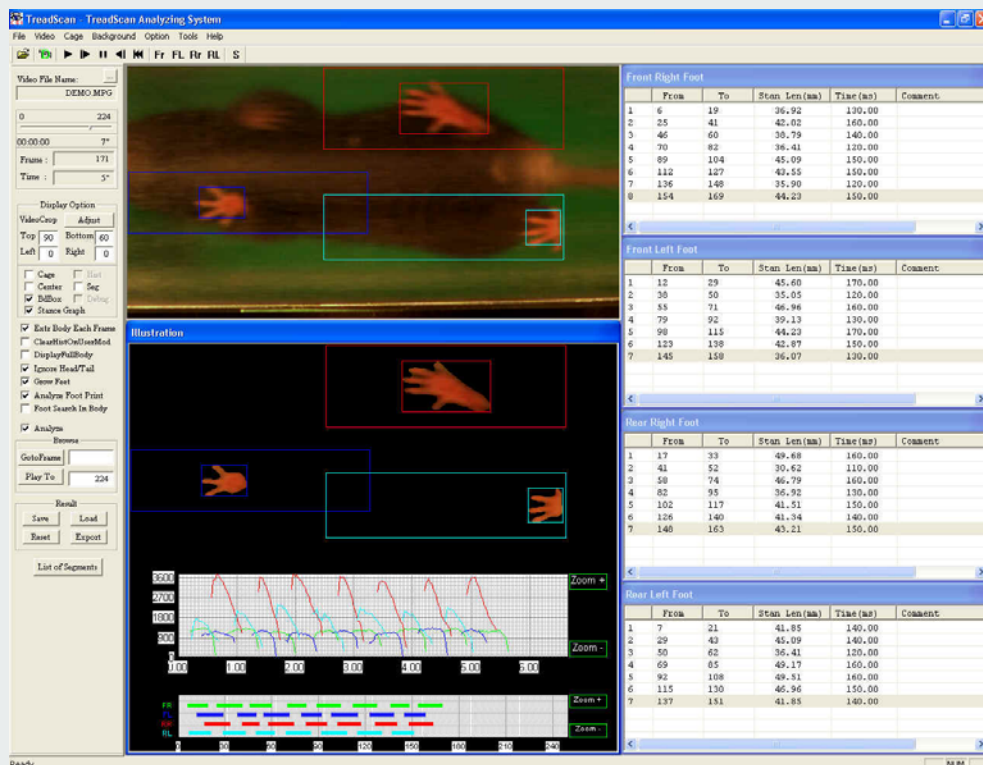 TreadScan - TreadScan Analyzing System
File Video Cage Background Option Tools Help
Fr FL Rr RL S
Video File Name: ...
DEMO.MPG
0 224
00:00:00 7"
Frame : 171
Time : 5"
Display Option
VideoCrop Adjust
Top 90 Bottom 60
Left 0 Right 0
Cage
Center Seg
BdBox Debug
Stance Graph
Extr Body Each Frame
ClearHistOnUserMod
DisplayFullBody
Ignore Head/Tail
Grow Feet
Analyze Foot Print
Foot Search In Body
Analyze
Browse
GotoFrame
Play To 224
Result
Save Load
Reset Export
List of Segments
Illustration
3600
2700
1800
900
0
0.00 1.00 2.00 3.00 4.00 5.00 6.00
Zoom +
Zoom -
FR
FL
RR
RL
0 30 60 90 120 150 180 210 240
Zoom +
Zoom -
Front Right Foot
From To Stan Len(mm) Time(ms) Comment
1 6 19 36.92 130.00
2 25 41 42.02 160.00
3 46 60 38.79 140.00
4 70 82 36.41 120.00
5 89 104 45.09 150.00
6 112 127 43.55 150.00
7 136 148 35.90 120.00
8 154 169 44.23 150.00
Front Left Foot
From To Stan Len(mm) Time(ms) Comment
1 12 29 45.60 170.00
2 38 50 35.05 120.00
3 55 71 46.96 160.00
4 79 92 39.13 130.00
5 98 115 44.23 170.00
6 123 138 42.87 150.00
7 145 158 36.07 130.00
Rear Right Foot
From To Stan Len(mm) Time(ms) Comment
1 17 33 49.68 160.00
2 41 52 30.62 110.00
3 58 74 46.79 160.00
4 82 95 36.92 130.00
5 102 117 41.51 150.00
6 126 140 41.34 140.00
7 148 163 43.21 150.00
Rear Left Foot
From To Stan Len(mm) Time(ms) Comment
1 7 21 41.85 140.00
2 29 43 45.09 140.00
3 50 62 36.41 120.00
4 69 85 49.17 160.00
5 92 108 49.51 160.00
6 115 130 46.96 150.00
7 137 151 41.85 140.00
Ready NUM